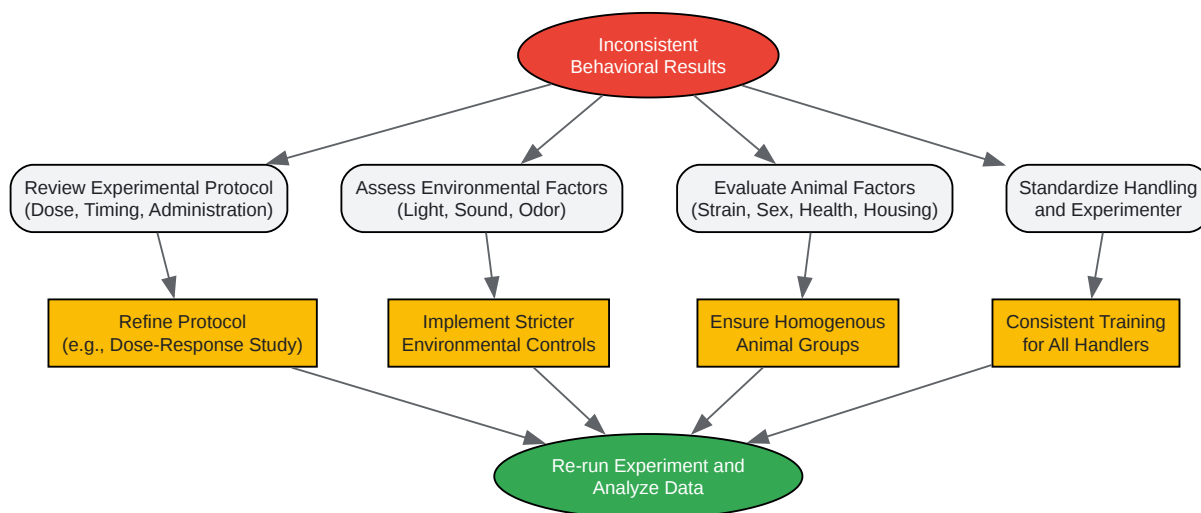 Inconsistent
Behavioral Results
Review Experimental Protocol
(Dose, Timing, Administration)
Assess Environmental Factors
(Light, Sound, Odor)
Evaluate Animal Factors
(Strain, Sex, Health, Housing)
Standardize Handling
and Experimenter
Refine Protocol
(e.g., Dose-Response Study)
Implement Stricter
Environmental Controls
Ensure Homogenous
Animal Groups
Consistent Training
for All Handlers
Re-run Experiment and
Analyze Data